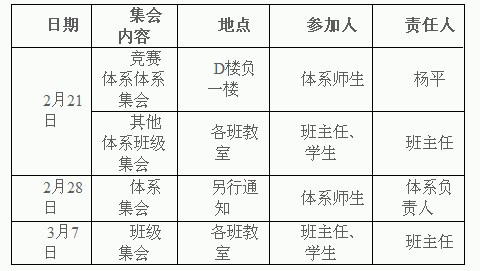 日期 集会内容 地点 参加人 责任人
2月21日 竞赛体系体系集会 D楼负一楼 体系师生 杨平
其他体系班级集会 各班教室 班主任、学生 班主任
2月28日 体系集会 另行通知 体系师生 体系负责人
3月7日 班级集会 各班教室 班主任、学生 班主任